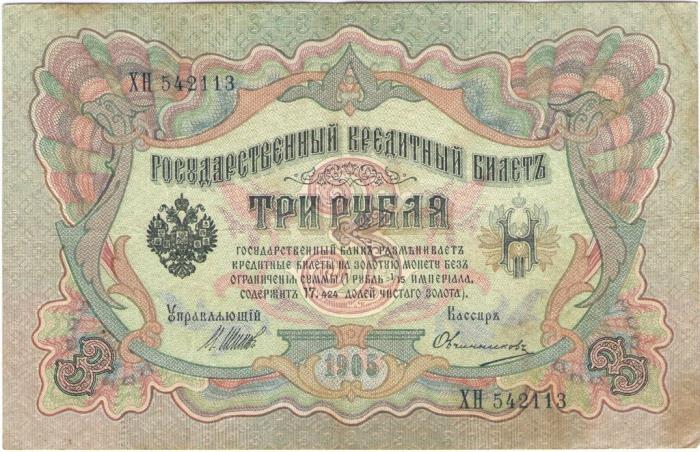 ХН 542113
ГОСУДАРСТВЕННЫЙ КРЕДИТНЫЙ БИЛЕТЪ
ТРИ РУБЛЯ
ГОСУДАРСТВЕННЫЙ БАНКЪ РАЗМѢНИВАЕТЪ
КРЕДИТНЫЕ БИЛЕТЫ НА ЗОЛОТУЮ МОНЕТУ БЕЗЪ
ОГРАНИЧЕНІЯ СУММЫ (1 РУБЛЬ = 1/15 ИМПЕРІАЛА,
СОДЕРЖИТЪ 17,424 ДОЛЕЙ ЧИСТАГО ЗОЛОТА).
Управляющій Кассиръ
И. Шиповъ Овчинниковъ
1905
3 3
ХН 542113